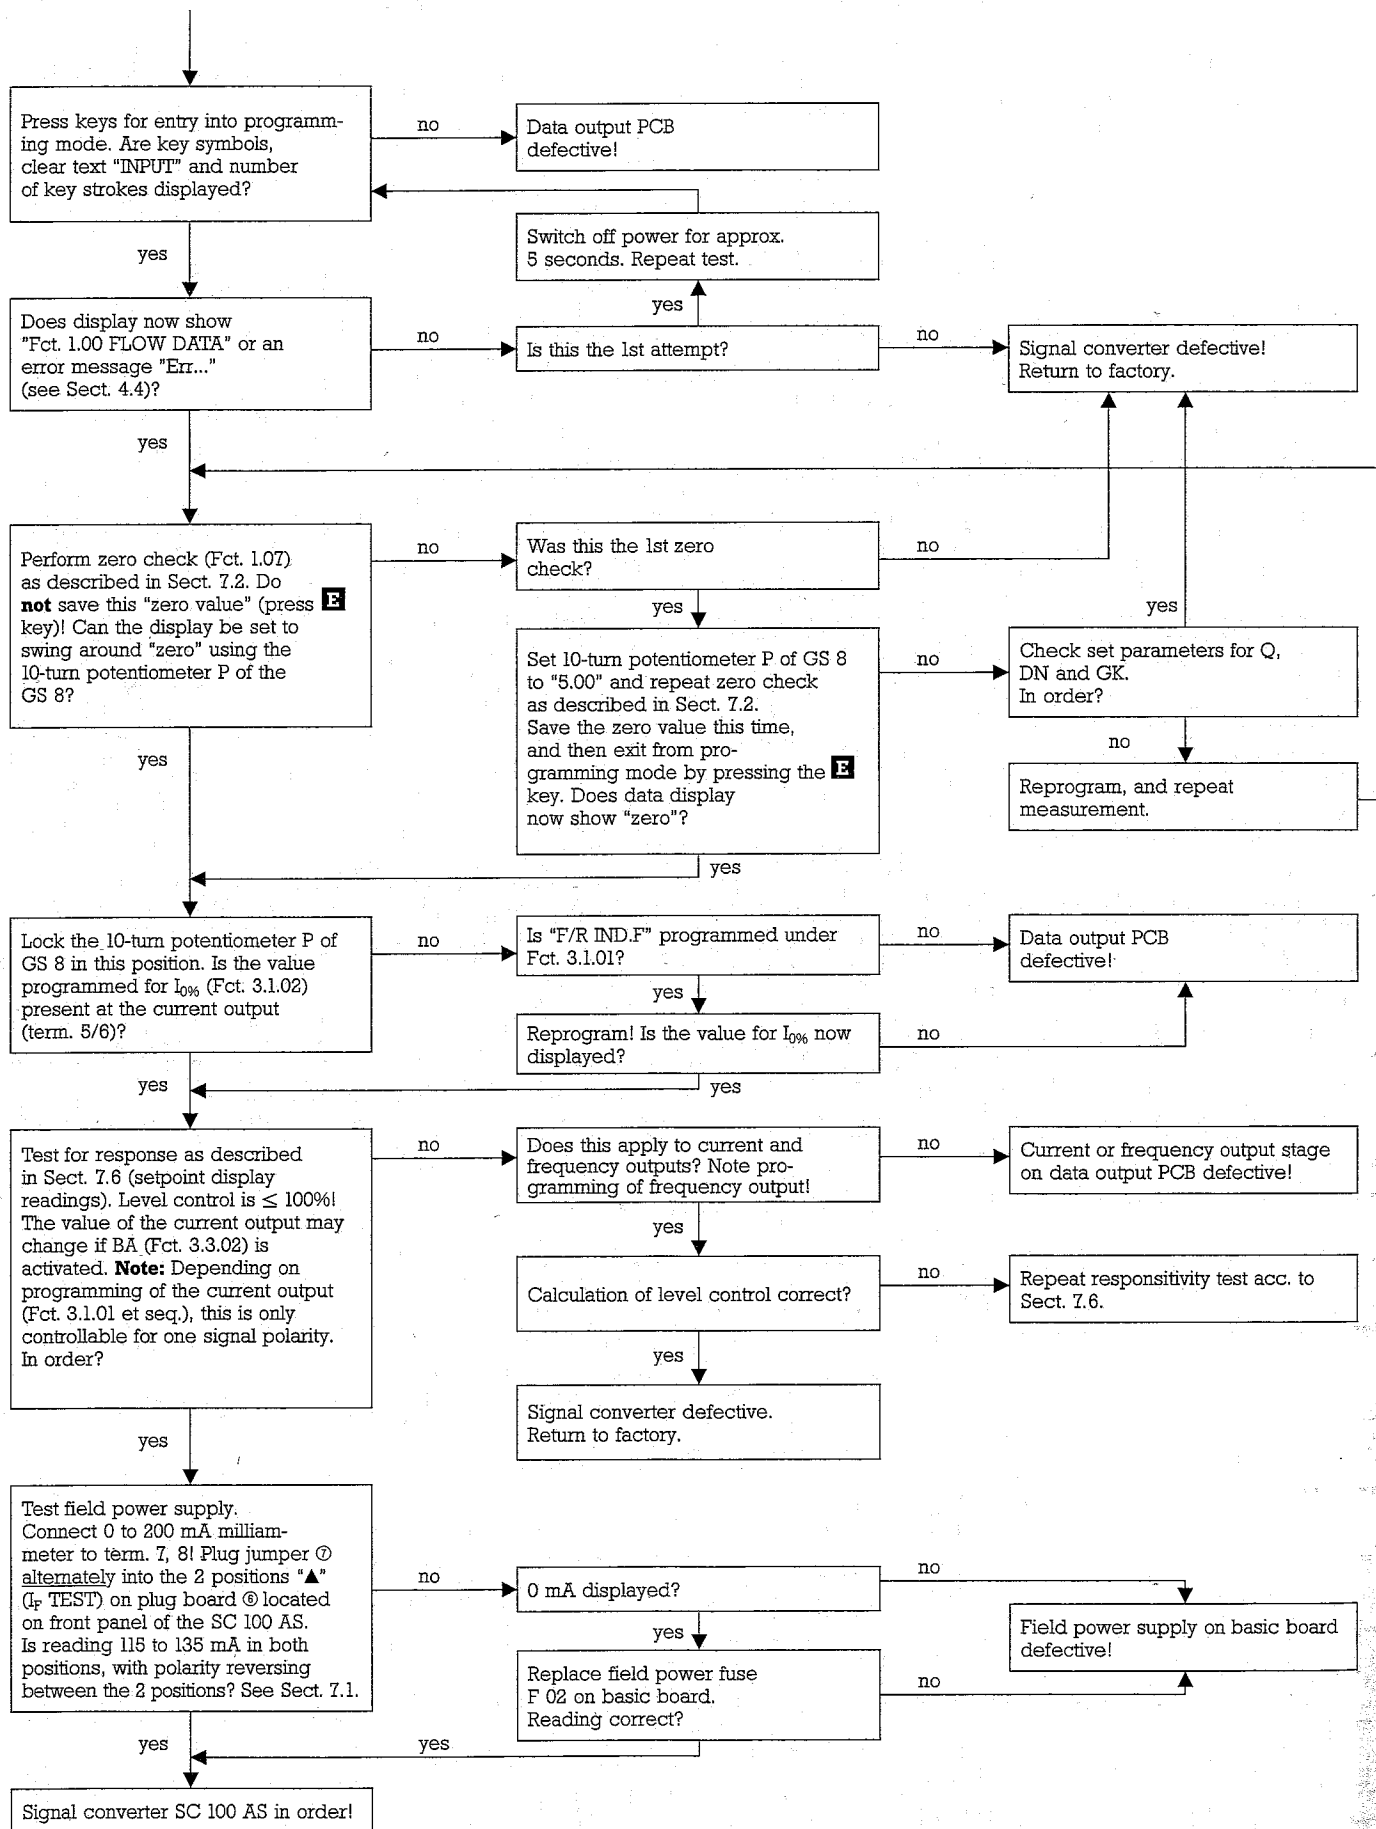 Press keys for entry into programm-
ing mode. Are key symbols,
clear text "INPUT" and number
of key strokes displayed?
no
Data output PCB
defective!
yes
Switch off power for approx.
5 seconds. Repeat test.
yes
Does display now show
"Fct. 1.00 FLOW DATA" or an
error message "Err..."
(see Sect. 4.4)?
no
Is this the 1st attempt?
no
Signal converter defective!
Return to factory.
yes
Perform zero check (Fct. 1.07)
as described in Sect. 7.2. Do
not save this "zero value" (press E
key)! Can the display be set to
swing around "zero" using the
10-turn potentiometer P of the
GS 8?
no
Was this the 1st zero
check?
no
yes
yes
Set 10-turn potentiometer P of GS 8
to "5.00" and repeat zero check
as described in Sect. 7.2.
Save the zero value this time,
and then exit from pro-
gramming mode by pressing the E
key. Does data display
now show "zero"?
no
Check set parameters for Q,
DN and GK.
In order?
no
Reprogram, and repeat
measurement.
yes
yes
Lock the 10-turn potentiometer P of
GS 8 in this position. Is the value
programmed for I0% (Fct. 3.1.02)
present at the current output
(term. 5/6)?
no
Is "F/R IND.F" programmed under
Fct. 3.1.01?
no
Data output PCB
defective!
yes
Reprogram! Is the value for I0% now
displayed?
no
yes
yes
Test for response as described
in Sect. 7.6 (setpoint display
readings). Level control is ≤ 100%!
The value of the current output may
change if BA (Fct. 3.3.02) is
activated. Note: Depending on
programming of the current output
(Fct. 3.1.01 et seq.), this is only
controllable for one signal polarity.
In order?
no
Does this apply to current and
frequency outputs? Note pro-
gramming of frequency output!
no
Current or frequency output stage
on data output PCB defective!
yes
Calculation of level control correct?
no
Repeat responsitivity test acc. to
Sect. 7.6.
yes
Signal converter defective.
Return to factory.
yes
Test field power supply.
Connect 0 to 200 mA milliam-
meter to term. 7, 8! Plug jumper ⑦
alternately into the 2 positions "▲"
(IF TEST) on plug board ⑥ located
on front panel of the SC 100 AS.
Is reading 115 to 135 mA in both
positions, with polarity reversing
between the 2 positions? See Sect. 7.1.
no
0 mA displayed?
no
Field power supply on basic board
defective!
yes
Replace field power fuse
F 02 on basic board.
Reading correct?
no
yes
yes
Signal converter SC 100 AS in order!